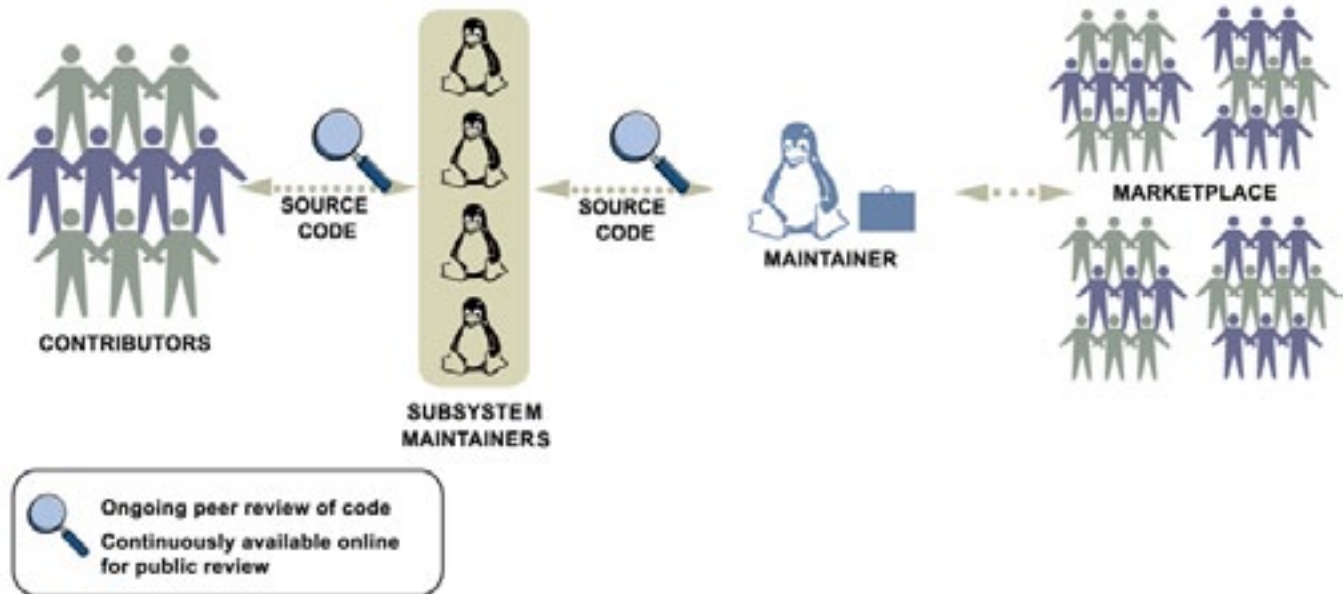 SOURCE
CODE
SOURCE
CODE
MAINTAINER
MARKETPLACE
CONTRIBUTORS
SUBSYSTEM
MAINTAINERS
Ongoing peer review of code
Continuously available online
for public review